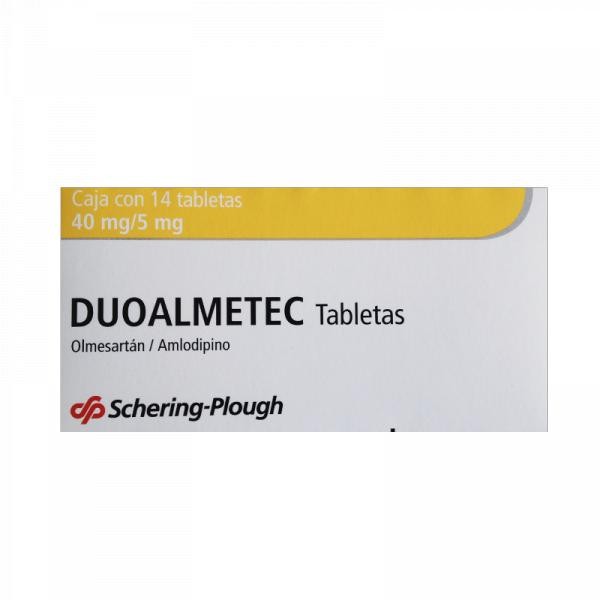 Caja con 14 tabletas
40 mg/5 mg
DUOALMETEC Tabletas
Olmesartán / Amlodipino
Schering-Plough